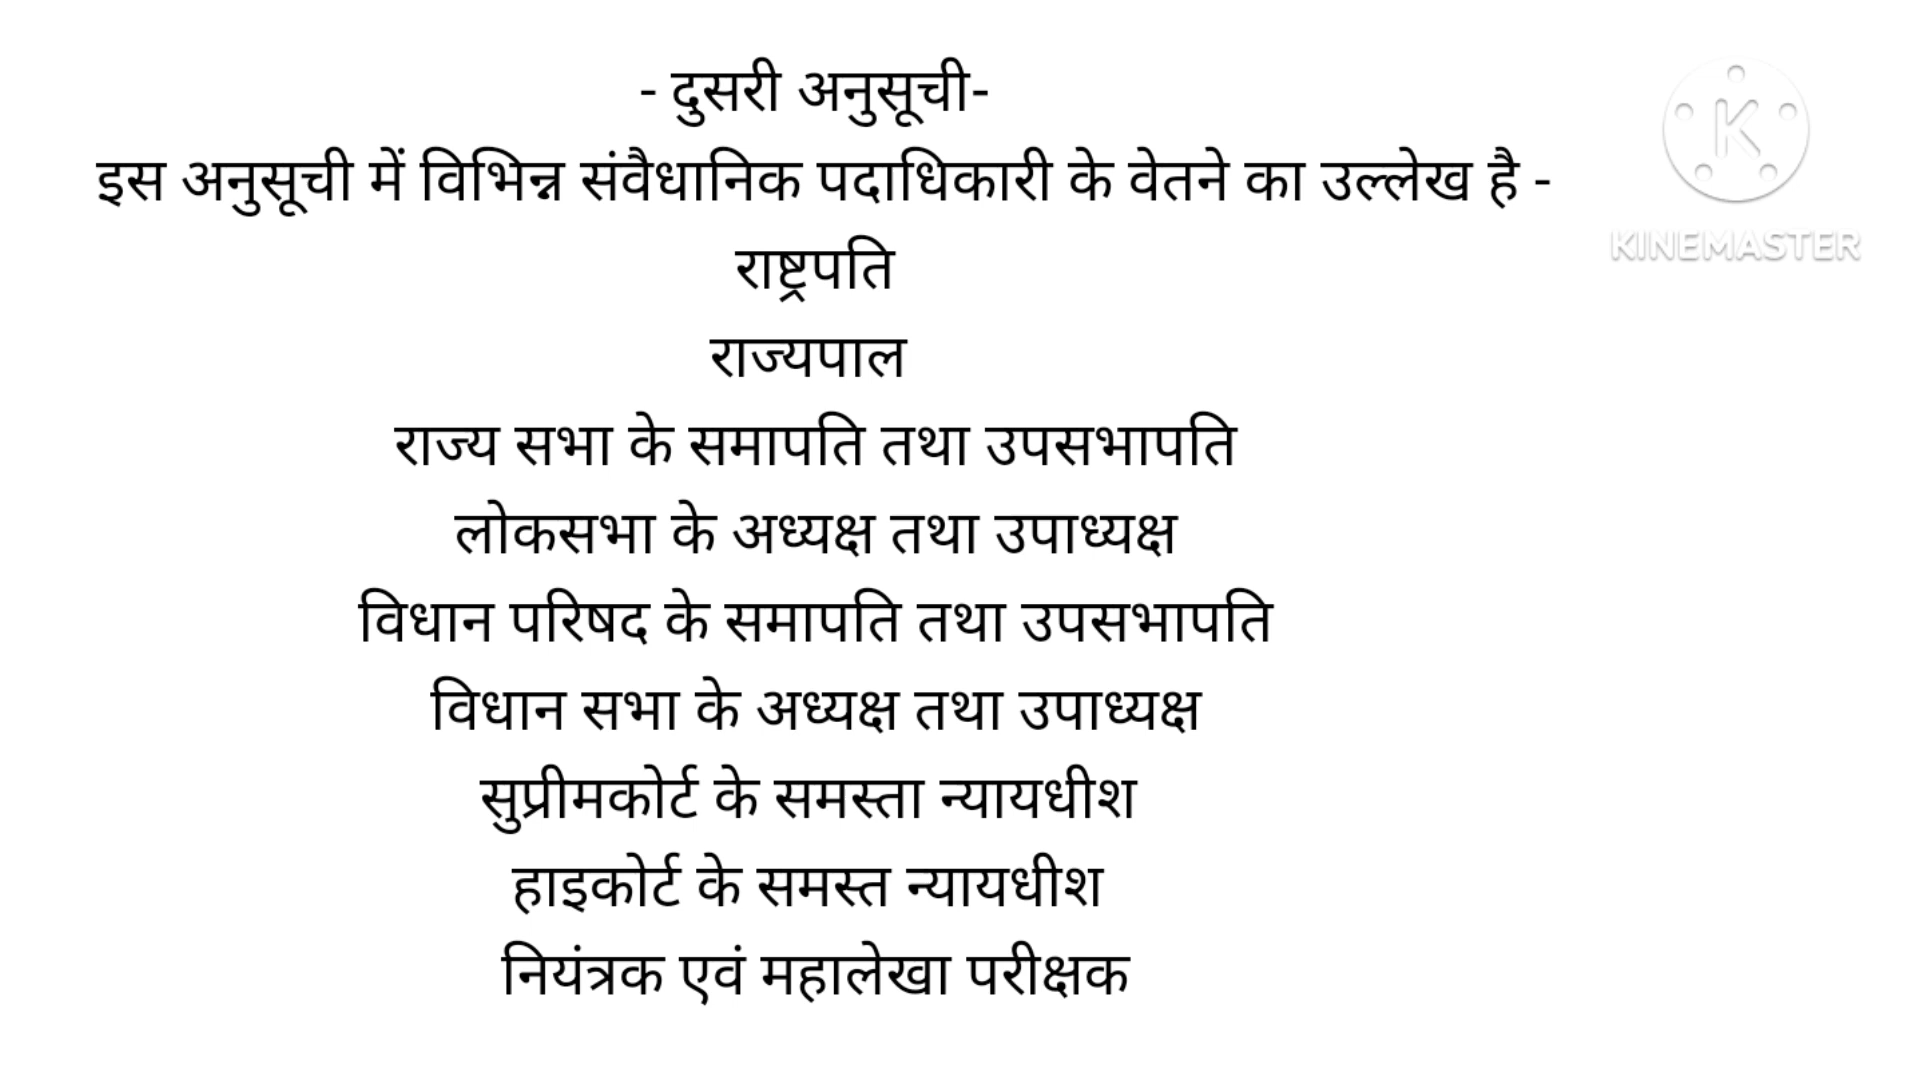 - दुसरी अनुसूची-
इस अनुसूची में विभिन्न संवैधानिक पदाधिकारी के वेतने का उल्लेख है -
राष्ट्रपति
राज्यपाल
राज्य सभा के समापति तथा उपसभापति
लोकसभा के अध्यक्ष तथा उपाध्यक्ष
विधान परिषद के समापति तथा उपसभापति
विधान सभा के अध्यक्ष तथा उपाध्यक्ष
सुप्रीमकोर्ट के समस्ता न्यायधीश
हाइकोर्ट के समस्त न्यायधीश
नियंत्रक एवं महालेखा परीक्षक
K
KINEMASTER